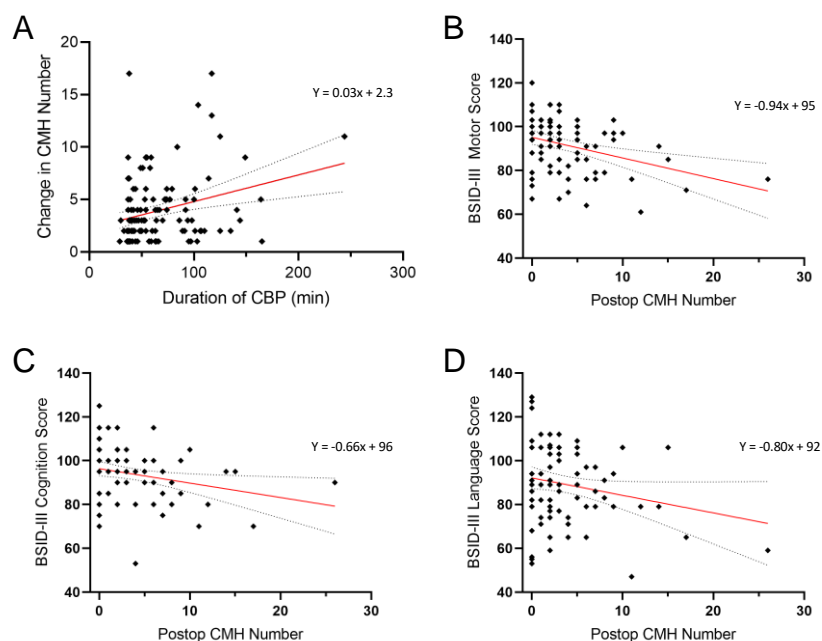 A
Change in CMH Number
20
15
10
5
0
0
100
200
300
Duration of CBP (min)
Y = 0.03x + 2.3
B
BSID-III Motor Score
140
120
100
80
60
40
0
10
20
30
Postop CMH Number
Y = -0.94x + 95
C
BSID-III Cognition Score
140
120
100
80
60
40
0
10
20
30
Postop CMH Number
Y = -0.66x + 96
D
BSID-III Language Score
140
120
100
80
60
40
0
10
20
30
Postop CMH Number
Y = -0.80x + 92